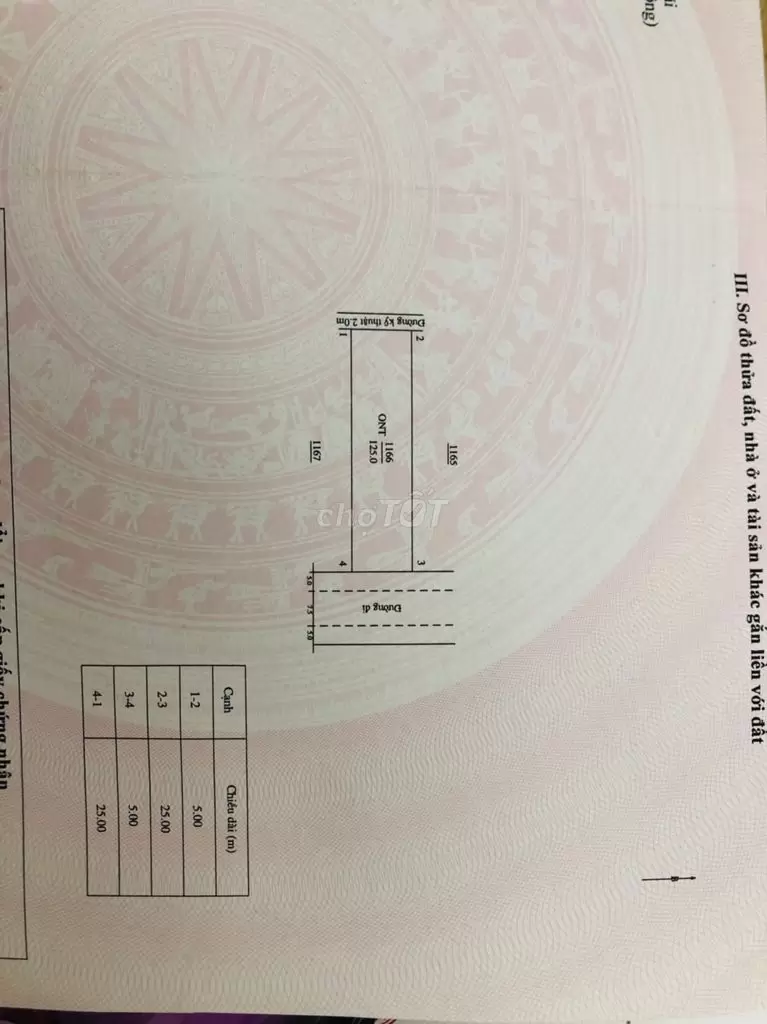 III. Sơ đồ thửa đất, nhà ở và tài sản khác gắn liền với đất
B
1165
2
3
Đường kỹ thuật 2.0m
ONT
1166
125.0
Đường đi
1
4
5.0
7.5
5.0
1167
chợTỐT
Cạnh
Chiều dài (m)
1-2
5.00
2-3
25.00
3-4
5.00
4-1
25.00
cấp giấy chứng nhận